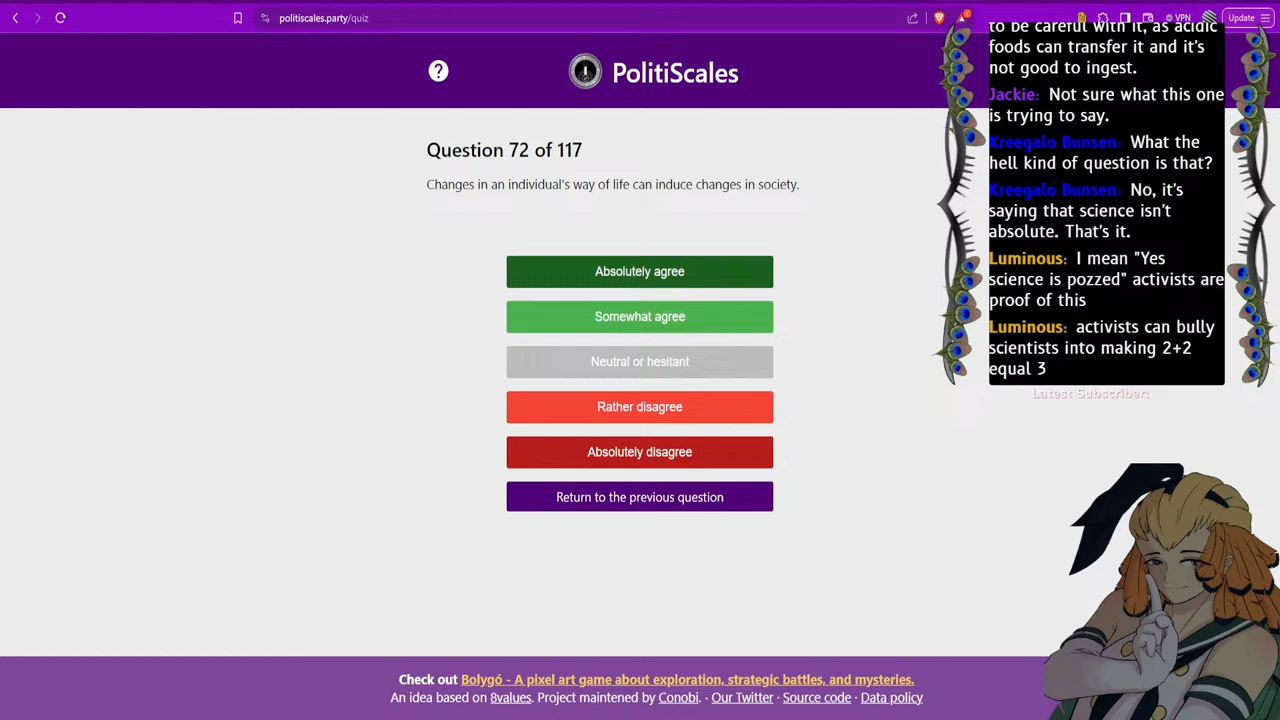 politiscales.party/quiz
VPN
Update
PolitiScales
Question 72 of 117
Changes in an individual's way of life can induce changes in society.
Absolutely agree
Somewhat agree
Neutral or hesitant
Rather disagree
Absolutely disagree
Return to the previous question
to be careful with it, as acidic
foods can transfer it and it's
not good to ingest.
Jackie: Not sure what this one
is trying to say.
Kreegalo Bunsen: What the
hell kind of question is that?
Kreegalo Bunsen: No, it's
saying that science isn't
absolute. That's it.
Luminous: I mean "Yes
science is pozzed" activists are
proof of this
Luminous: activists can bully
scientists into making 2+2
equal 3
Latest Subscriber:
Check out Bolygó - A pixel art game about exploration, strategic battles, and mysteries.
An idea based on 8values. Project maintened by Conobi. · Our Twitter · Source code · Data policy